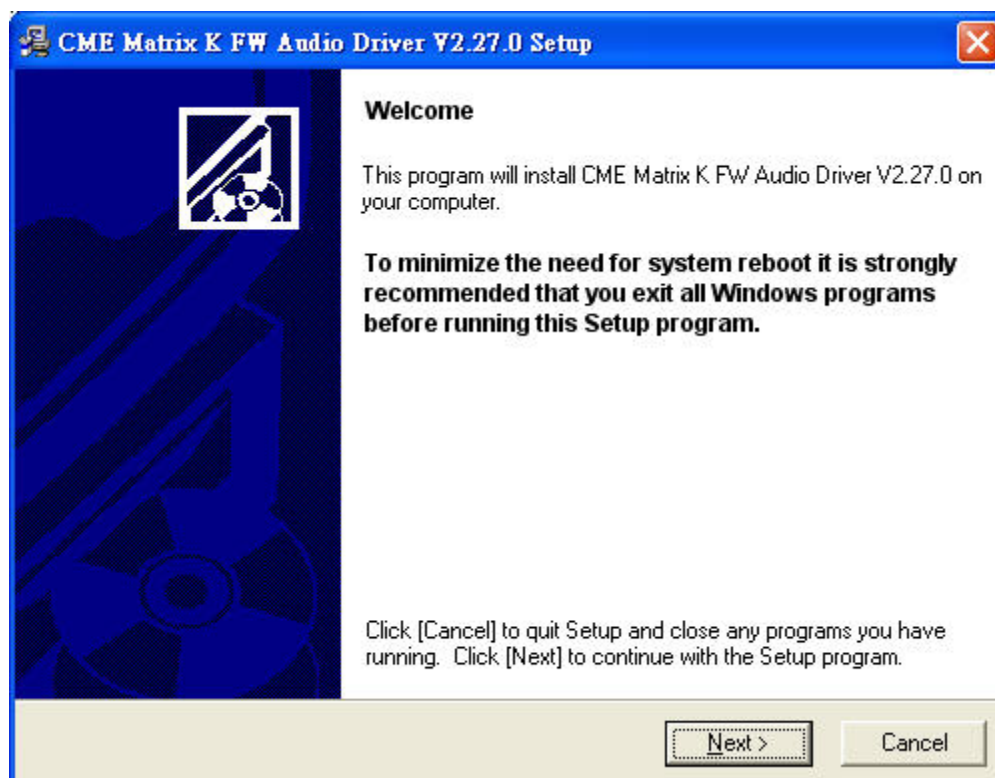 CME Matrix K FW Audio Driver V2.27.0 Setup
Welcome
This program will install CME Matrix K FW Audio Driver V2.27.0 on
your computer.
To minimize the need for system reboot it is strongly
recommended that you exit all Windows programs
before running this Setup program.
Click [Cancel] to quit Setup and close any programs you have
running.  Click [Next] to continue with the Setup program.
Next >
Cancel